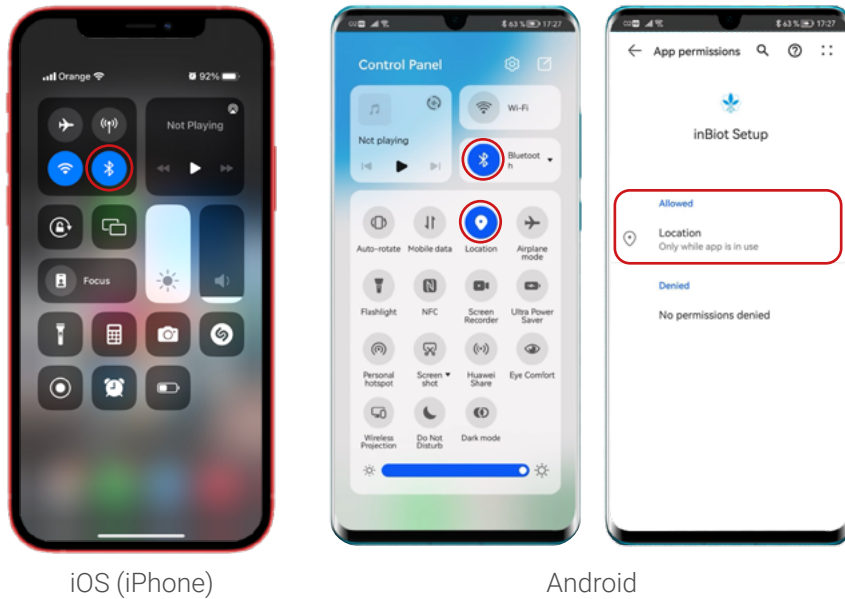 Orange
92%
Not Playing
Focus
iOS (iPhone)
63 % 17:27
Control Panel
Wi-Fi
Not playing
Bluetoot
h
Auto-rotate
Mobile data
Location
Airplane
mode
Flashlight
NFC
Screen
Recorder
Ultra Power
Saver
Personal
hotspot
Screen
shot
Huawei
Share
Eye Comfort
Wireless
Projection
Do Not
Disturb
Dark mode
63 % 17:27
App permissions
inBiot Setup
Allowed
Location
Only while app is in use
Denied
No permissions denied
Android